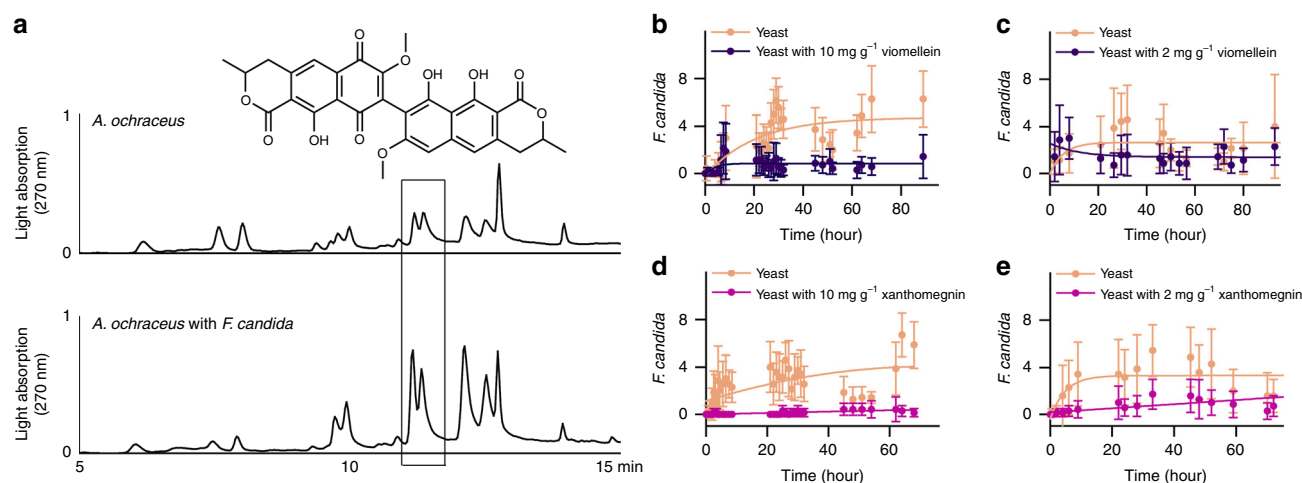 a
O
O
OH
O
O
O
O
OH
OH
O
O
O
1
A. ochraceus
Light absorption
(270 nm)
0
1
A. ochraceus with F. candida
Light absorption
(270 nm)
0
5
10
15 min
b
Yeast
Yeast with 10 mg g⁻¹ viomellein
F. candida
8
4
0
0
20
40
60
80
Time (hour)
c
Yeast
Yeast with 2 mg g⁻¹ viomellein
F. candida
8
4
0
0
20
40
60
80
Time (hour)
d
Yeast
Yeast with 10 mg g⁻¹ xanthomegnin
F. candida
8
4
0
0
20
40
60
Time (hour)
e
Yeast
Yeast with 2 mg g⁻¹ xanthomegnin
F. candida
8
4
0
0
20
40
60
Time (hour)